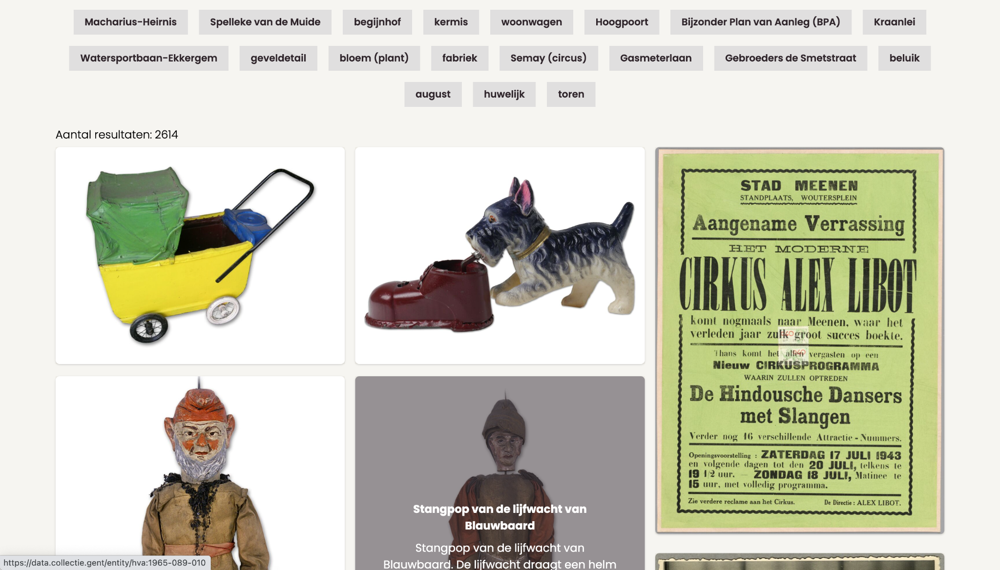 Macharius-Heirnis Spelleke van de Muide begijnhof kermis woonwagen Hoogpoort Bijzonder Plan van Aanleg (BPA) Kraanlei
Watersportbaan-Ekkergem geveldetail bloem (plant) fabriek Semay (circus) Gasmeterlaan Gebroeders de Smetstraat beluik
august huwelijk toren
Aantal resultaten: 2614
STAD MEENEN
STANDPLAATS, WOUTERSPLEIN
Aangename Verrassing
HET MODERNE
CIRKUS ALEX LIBOT
komt nogmaals naar Meenen, waar het
verleden jaar zulk groot succes boekte.
Thans komt het allen vergasten op een
Nieuw CIRKUSPROGRAMMA
WAARIN ZULLEN OPTREDEN
De Hindousche Dansers
met Slangen
Verder nog 16 verschillende Attractie-Nummers.
Openingsvoorstelling : ZATERDAG 17 JULI 1943
en volgende dagen tot den 20 JULI, telkens te
19 1/2 uur. — ZONDAG 18 JULI, Matinee te
15 uur, met volledig programma.
Zie verdere reclame aan het Cirkus. De Directie : ALEX LIBOT.
Stangpop van de lijfwacht van
Blauwbaard
Stangpop van de lijfwacht van
Blauwbaard. De lijfwacht draagt een helm
https://data.collectie.gent/entity/hva:1965-089-010